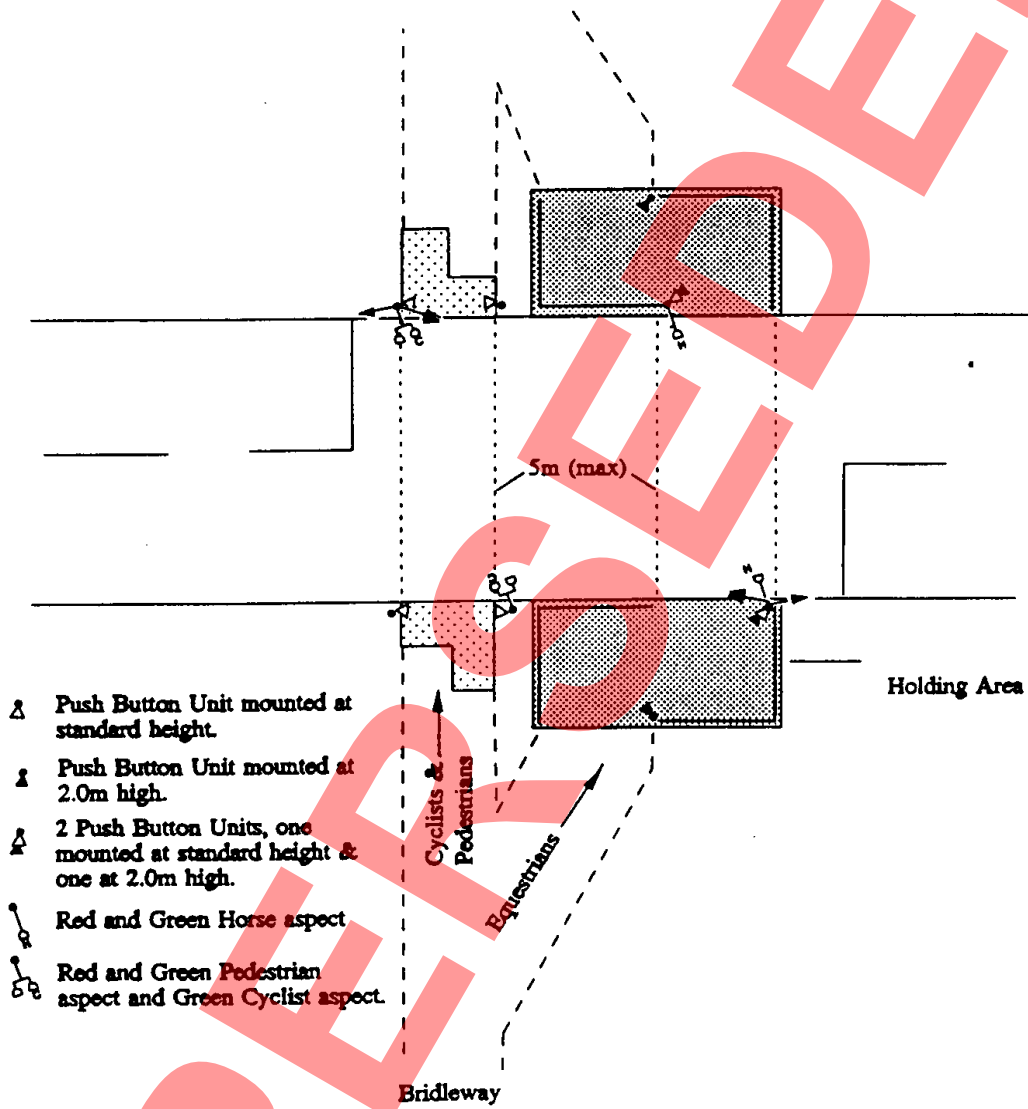 5m (max)
Holding Area
Push Button Unit mounted at
standard height.
Push Button Unit mounted at
2.0m high.
2 Push Button Units, one
mounted at standard height &
one at 2.0m high.
Red and Green Horse aspect
Red and Green Pedestrian
aspect and Green Cyclist aspect.
Cyclists &
Pedestrians
Equestrians
Bridleway
PERSEDE